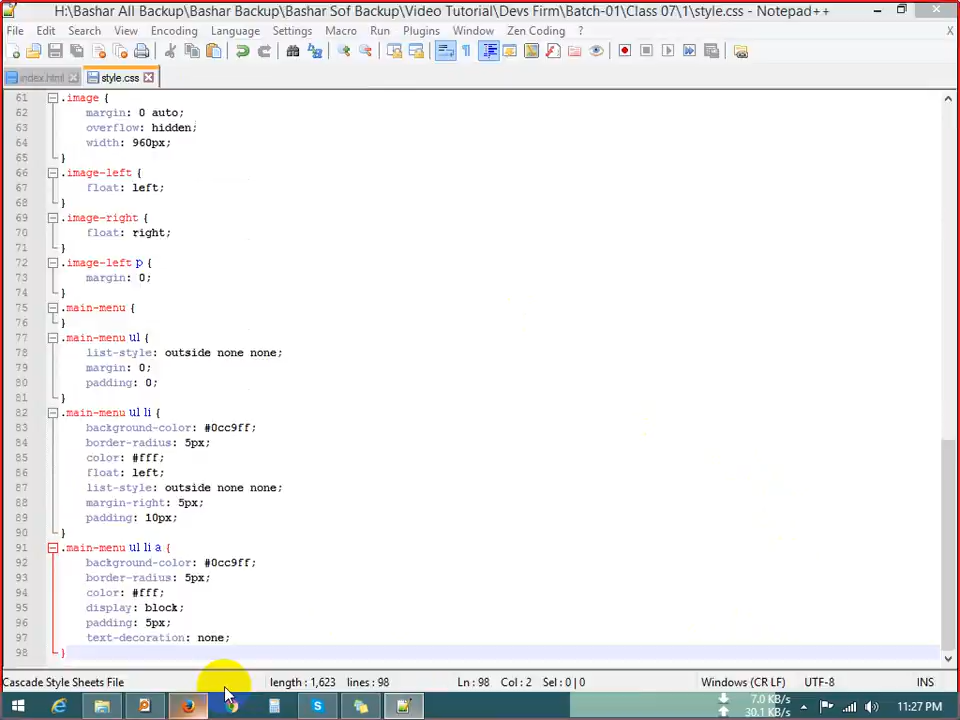 H:\Bashar All Backup\Bashar Backup\Bashar Sof Backup\Video Tutorial\Devs Firm\Batch-01\Class 07\1\style.css - Notepad++
File Edit Search View Encoding Language Settings Macro Run Plugins Window Zen Coding ? X
index.html style.css
61 .image {
62 margin: 0 auto;
63 overflow: hidden;
64 width: 960px;
65 }
66 .image-left {
67 float: left;
68 }
69 .image-right {
70 float: right;
71 }
72 .image-left p {
73 margin: 0;
74 }
75 .main-menu {
76 }
77 .main-menu ul {
78 list-style: outside none none;
79 margin: 0;
80 padding: 0;
81 }
82 .main-menu ul li {
83 background-color: #0cc9ff;
84 border-radius: 5px;
85 color: #fff;
86 float: left;
87 list-style: outside none none;
88 margin-right: 5px;
89 padding: 10px;
90 }
91 .main-menu ul li a {
92 background-color: #0cc9ff;
93 border-radius: 5px;
94 color: #fff;
95 display: block;
96 padding: 5px;
97 text-decoration: none;
98 }
Cascade Style Sheets File length : 1,623 lines : 98 Ln : 98 Col : 2 Sel : 0 | 0 Windows (CR LF) UTF-8 INS
7.0 KB/s
30.1 KB/s
11:27 PM